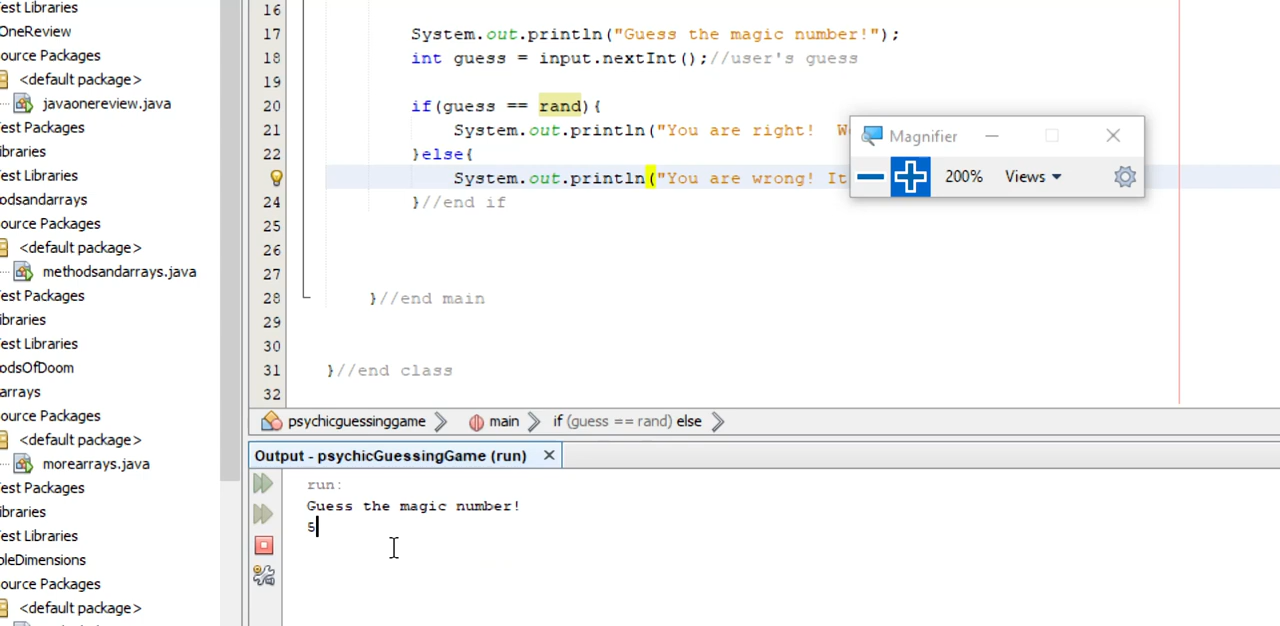 est Libraries
OneReview
ource Packages
<default package>
javaonereview.java
est Packages
ibraries
est Libraries
odsandarrays
ource Packages
<default package>
methodsandarrays.java
est Packages
ibraries
est Libraries
odsOfDoom
arrays
ource Packages
<default package>
morearrays.java
est Packages
ibraries
est Libraries
bleDimensions
ource Packages
<default package>
16
17 System.out.println("Guess the magic number!");
18 int guess = input.nextInt();//user's guess
19
20 if(guess == rand){
21 System.out.println("You are right!
22 }else{
System.out.println("You are wrong! It
24 }//end if
25
26
27
28 }//end main
29
30
31 }//end class
32
Magnifier
200% Views
psychicguessinggame main if (guess == rand) else
Output - psychicGuessingGame (run)
run:
Guess the magic number!
5